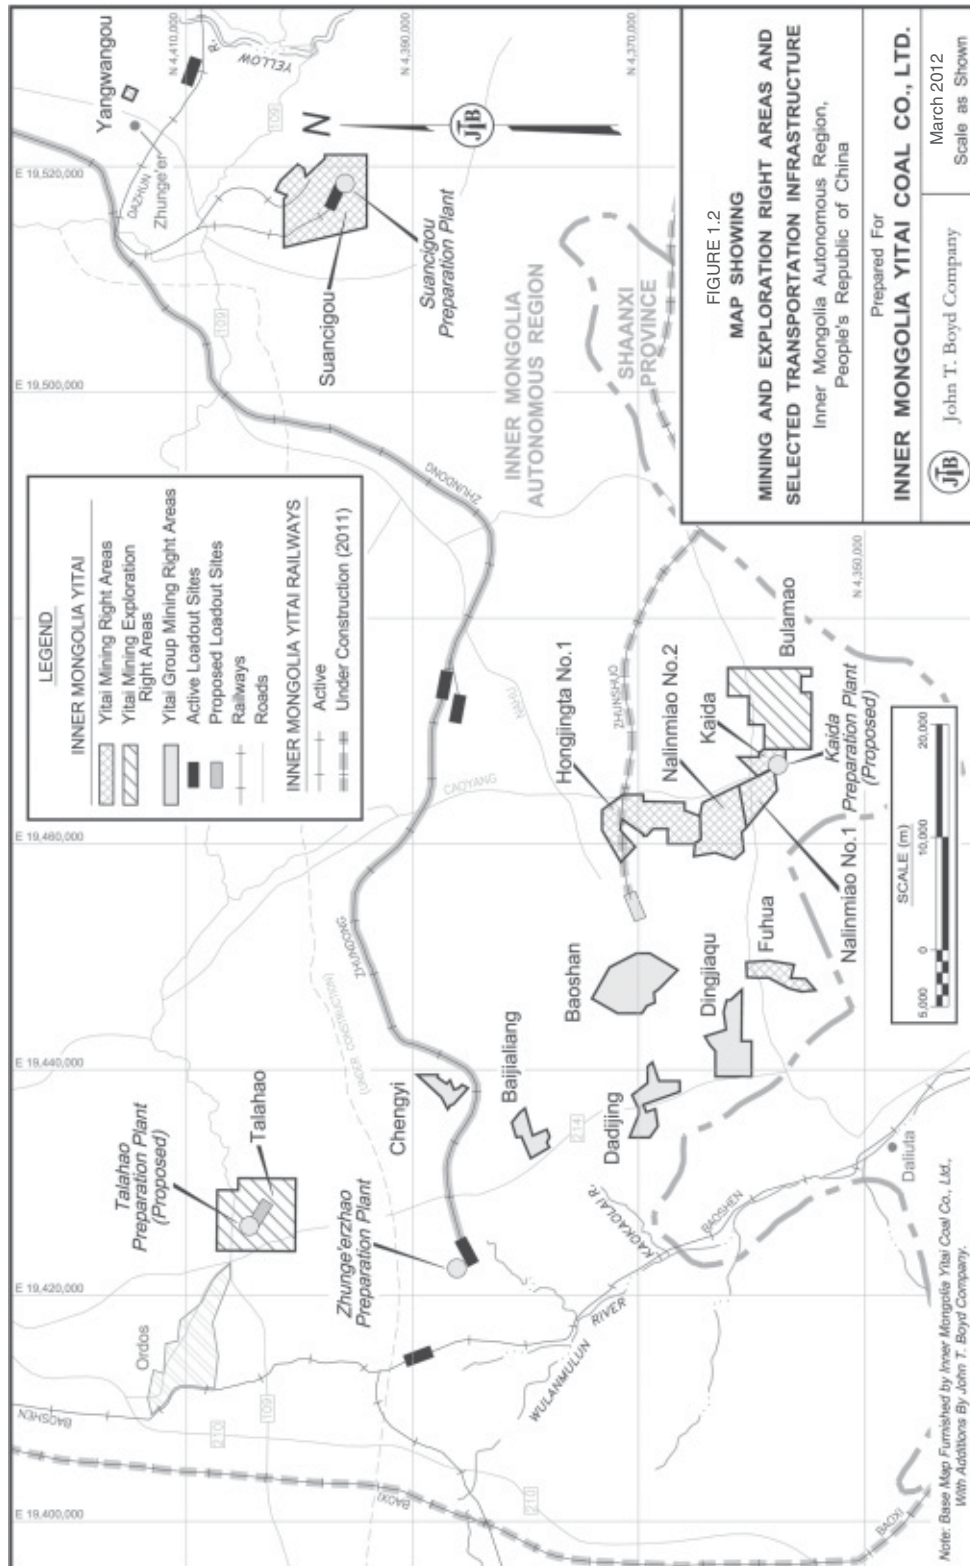 E 19,400,000
E 19,420,000
E 19,440,000
E 19,460,000
E 19,500,000
E 19,520,000
N 4,410,000
N 4,390,000
N 4,370,000
N 4,350,000
LEGEND
INNER MONGOLIA YITAI
Yitai Mining Right Areas
Yitai Mining Exploration
Right Areas
Yitai Group Mining Right Areas
Active Loadout Sites
Proposed Loadout Sites
Railways
Roads
INNER MONGOLIA YITAI RAILWAYS
Active
Under Construction (2011)
BAOSHEN
210
109
Ordos
Talahao
Preparation Plant
(Proposed)
Talahao
(UNDER CONSTRUCTION)
ZHUNDONG
Chengyi
Zhunge'erzhao
Preparation Plant
BAOXI
210
Baijialiang
214
WULANMULUN
RIVER
KAOKAOLAI R.
BAOSHEN
Daliuta
BAOXI
Dadijing
Baoshan
Dingjiaqu
Fuhua
CAOYANG
NALAU
ZHUNDONG
Hongjingta No.1
ZHUNSHUO
Nalinmiao No.2
Kaida
Bulamao
Kaida
Preparation Plant
(Proposed)
Nalinmiao No.1
INNER MONGOLIA
AUTONOMOUS REGION
SHAANXI
PROVINCE
109
DAZHUN
Zhunge'er
Yangwangou
R.
YELLOW
109
Suancigou
Suancigou
Preparation Plant
N
JTB
SCALE (m)
5,000
0
10,000
20,000
FIGURE 1.2
MAP SHOWING
MINING AND EXPLORATION RIGHT AREAS AND
SELECTED TRANSPORTATION INFRASTRUCTURE
Inner Mongolia Autonomous Region,
People's Republic of China
Prepared For
INNER MONGOLIA YITAI COAL CO., LTD.
JTB
John T. Boyd Company
March 2012
Scale as Shown
Note: Base Map Furnished by Inner Mongolia Yitai Coal Co., Ltd.,
With Additions By John T. Boyd Company.